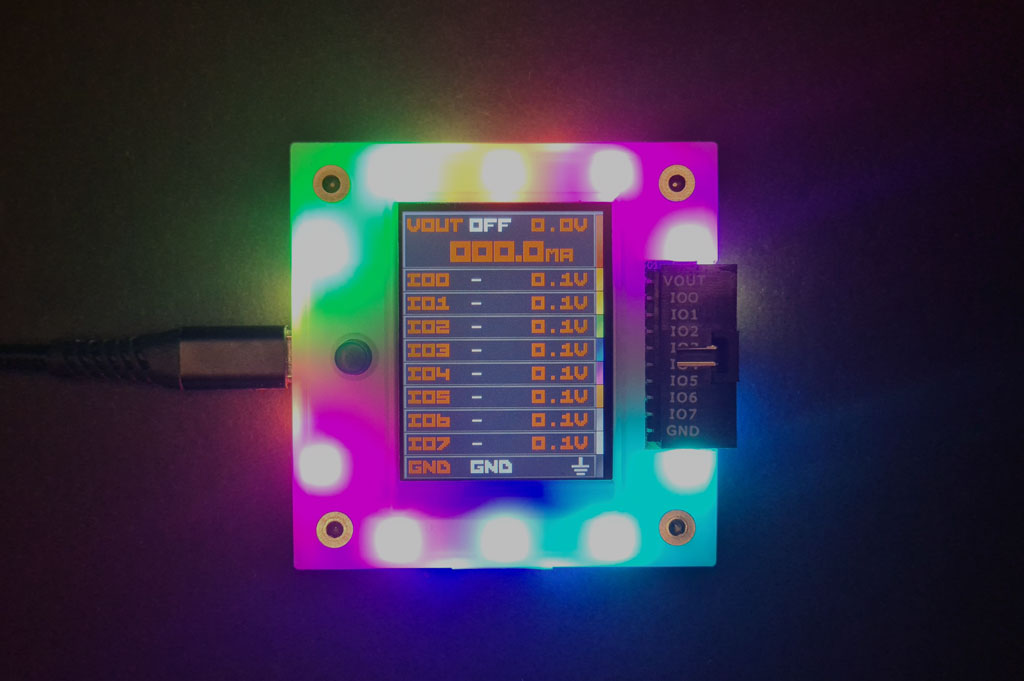 VOUT OFF 0.0V
000.0MA
IO0 - 0.1V
IO1 - 0.1V
IO2 - 0.1V
IO3 - 0.1V
IO4 - 0.1V
IO5 - 0.1V
IO6 - 0.1V
IO7 - 0.1V
GND GND
VOUT
IO0
IO1
IO2
IO5
IO6
IO7
GND